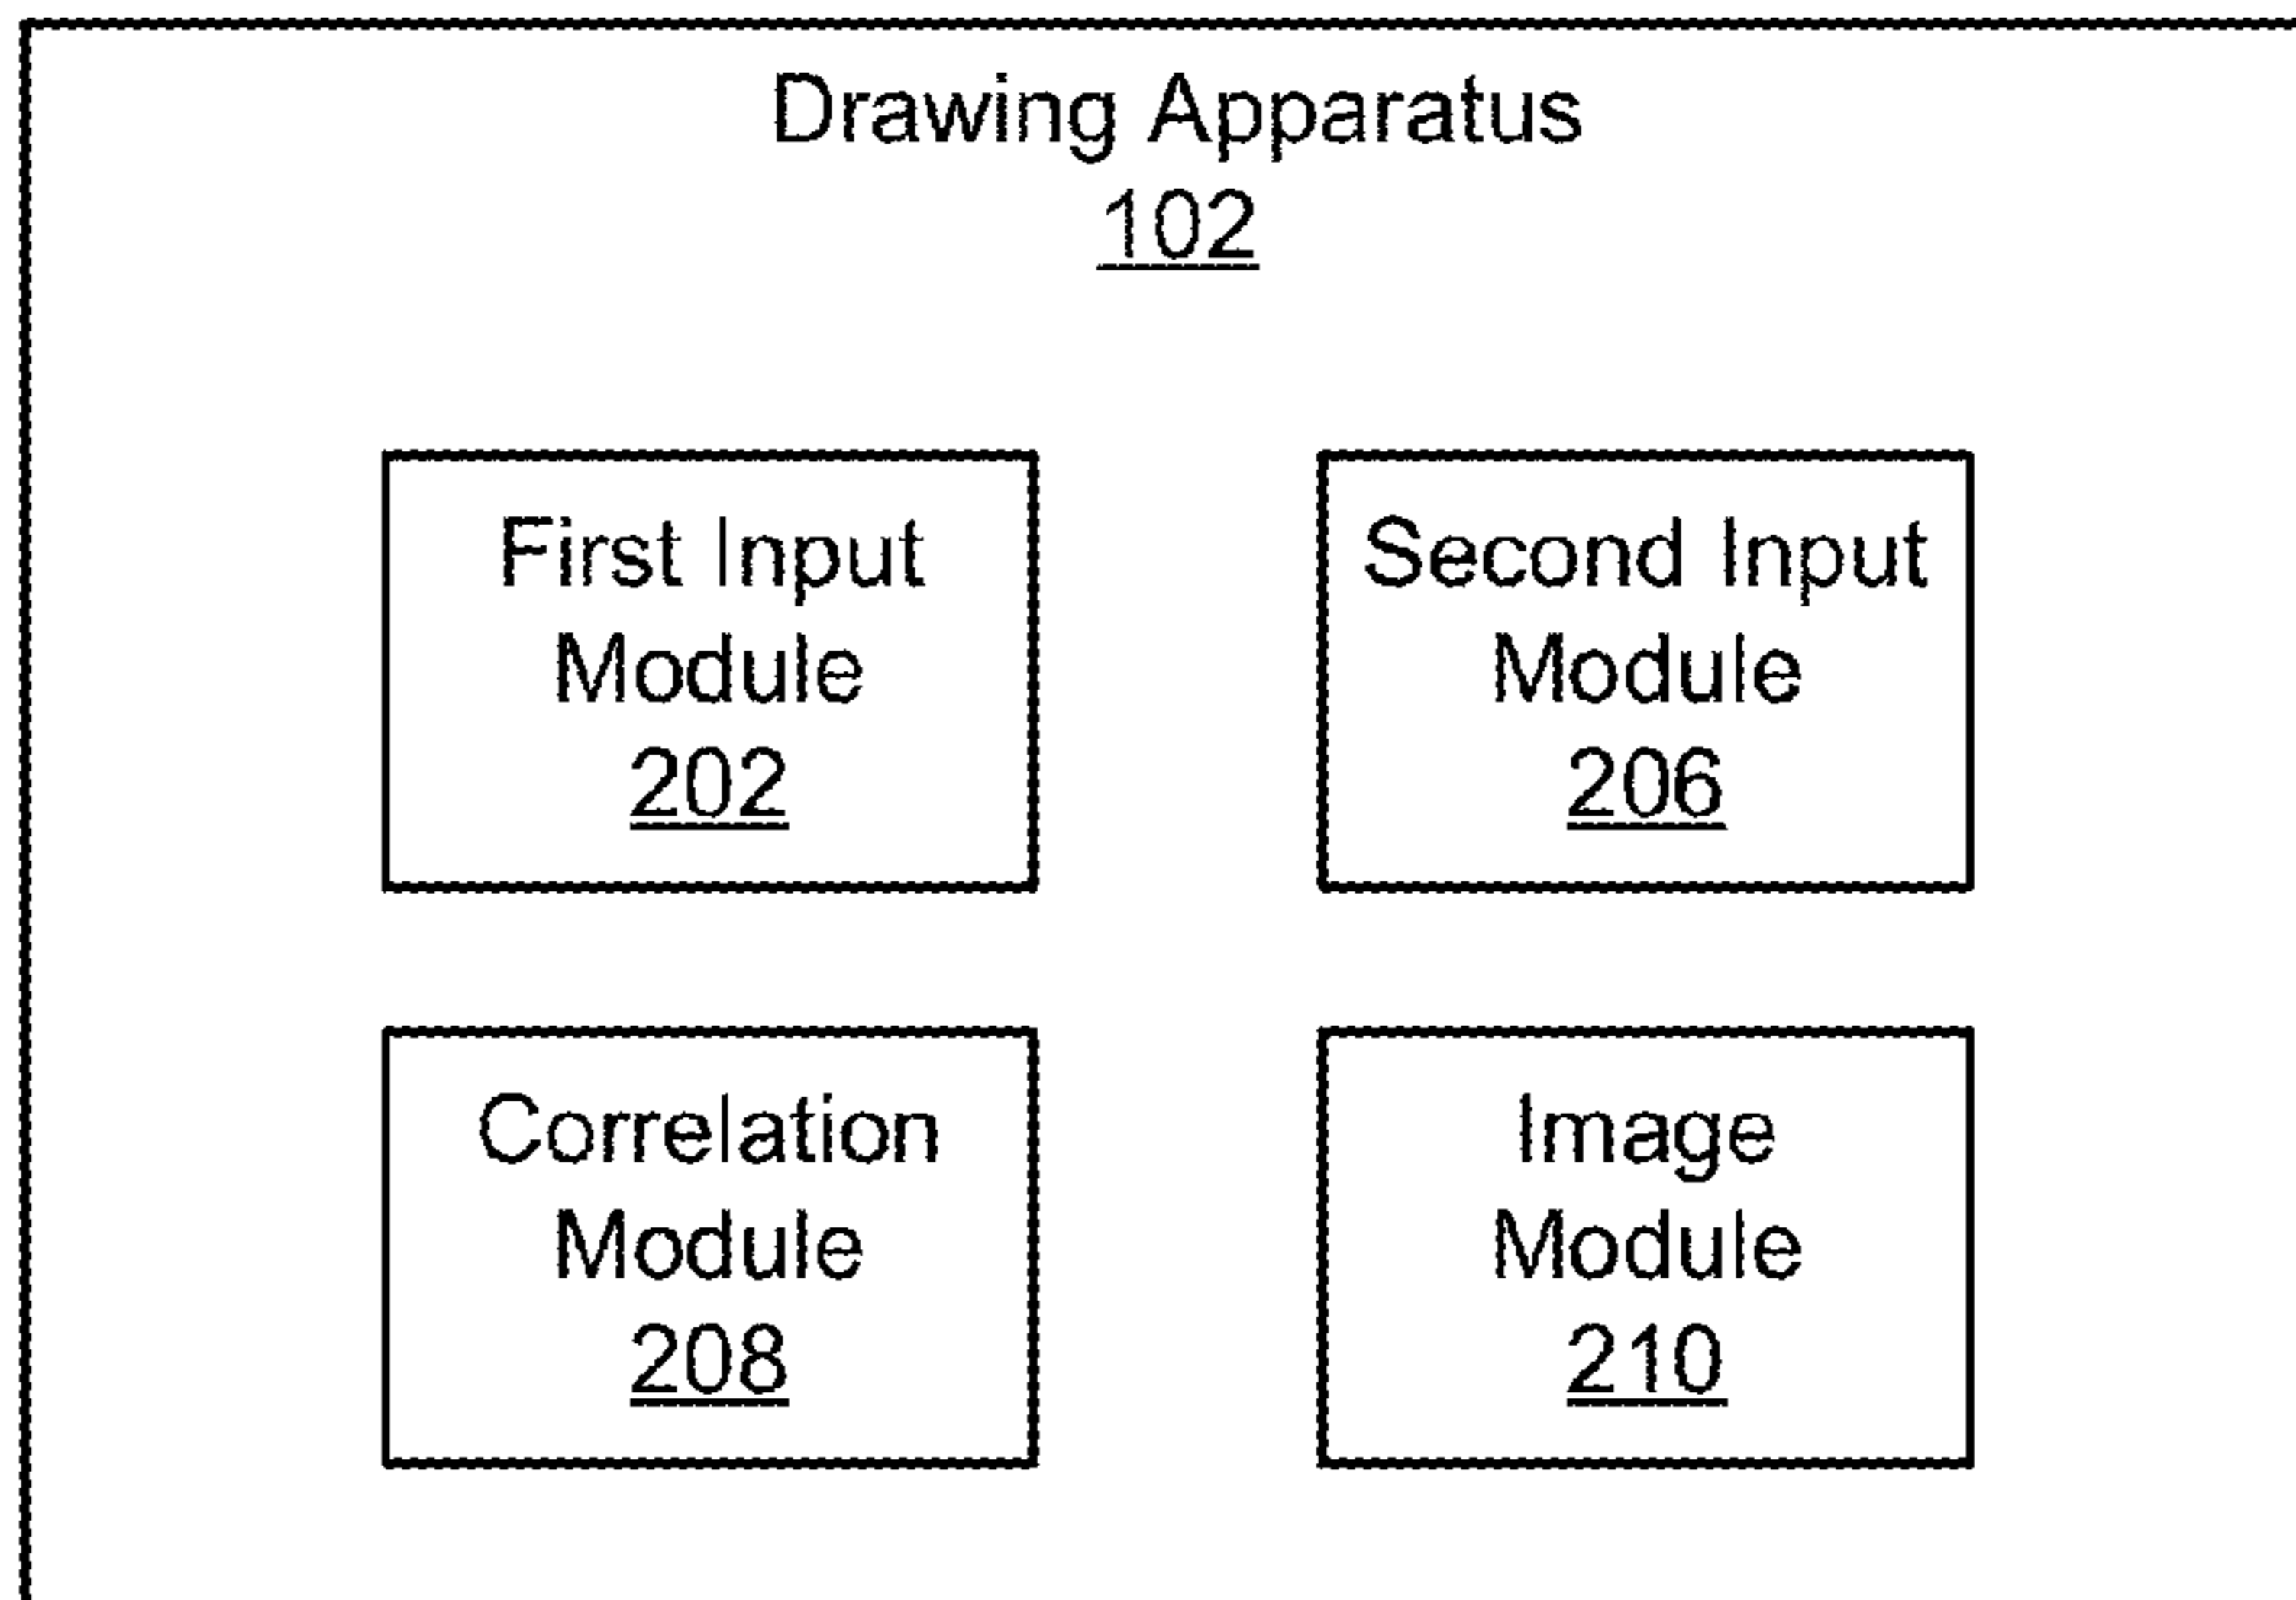 Drawing Apparatus
102
First Input
Module
202
Second Input
Module
206
Correlation
Module
208
Image
Module
210